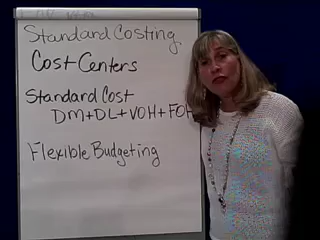 Standard Costing
Cost Centers
Standard Cost
DM+DL+VOH+FOH
Flexible Budgeting